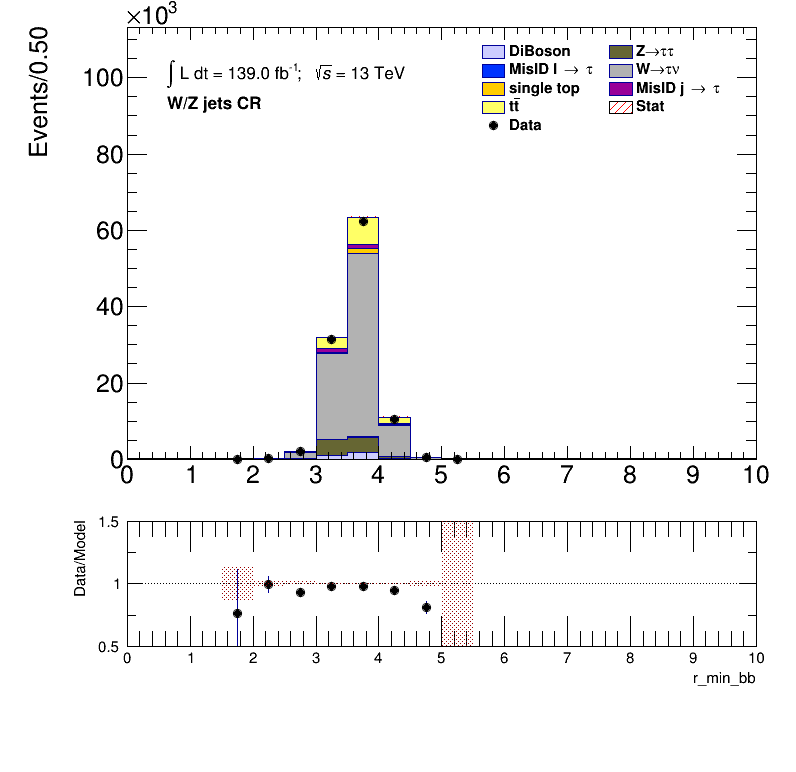 ×10³
Events/0.50
100
80
60
40
20
0
∫ L dt = 139.0 fb⁻¹; √s = 13 TeV
W/Z jets CR
DiBoson
Z→ττ
MisID l → τ
W→τν
single top
MisID j → τ
tt̄
Stat
Data
0 1 2 3 4 5 6 7 8 9 10
Data/Model
1.5
1
0.5
0 1 2 3 4 5 6 7 8 9 10
r_min_bb